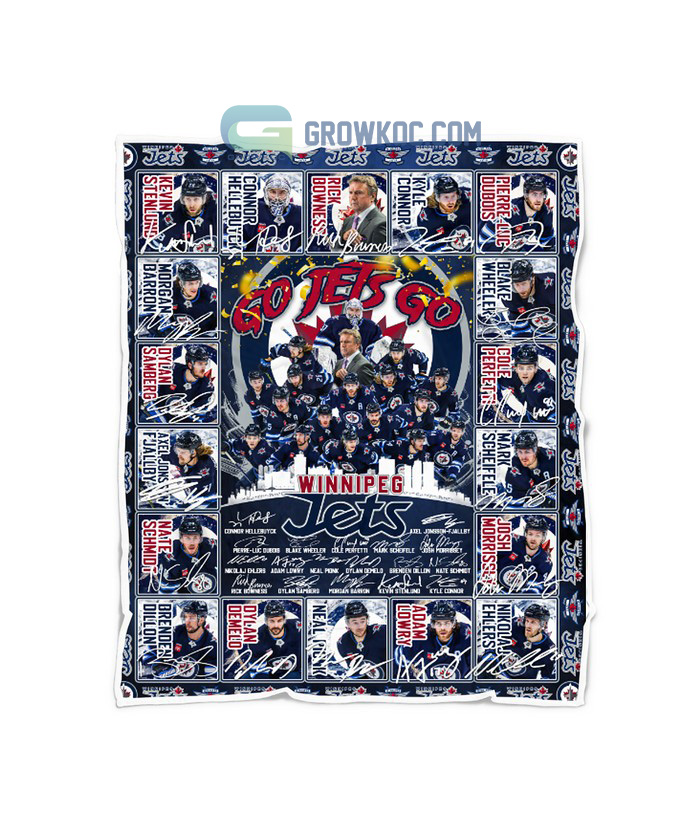 GROWKOC.COM
WINNIPEG Jets Jets Jets Jets Jets
KEVIN STENLUND
CONNOR HELLEBUYCK
RICK BOWNESS
KYLE CONNOR
PIERRE-LUC DUBOIS
MORGAN BARRON
BLAKE WHEELER
GO JETS GO
DYLAN SAMBERG
COLE PERFETTI
AXEL JONSSON FJALLBY
MARK SCHEIFELE
WINNIPEG
Jets
CONNOR HELLEBUYCK AXEL JONSSON-FJALLBY
PIERRE-LUC DUBOIS BLAKE WHEELER COLE PERFETTI MARK SCHEIFELE JOSH MORRISSEY
NIKOLAJ EHLERS ADAM LOWRY NEAL PIONK DYLAN DEMELO BRENDEN DILLON NATE SCHMIDT
RICK BOWNESS DYLAN SAMBERG MORGAN BARRON KEVIN STENLUND KYLE CONNOR
NATE SCHMIDT
JOSH MORRISSEY
BRENDEN DILLON
DYLAN DEMELO
NEAL PIONK
ADAM LOWRY
NIKOLAJ EHLERS